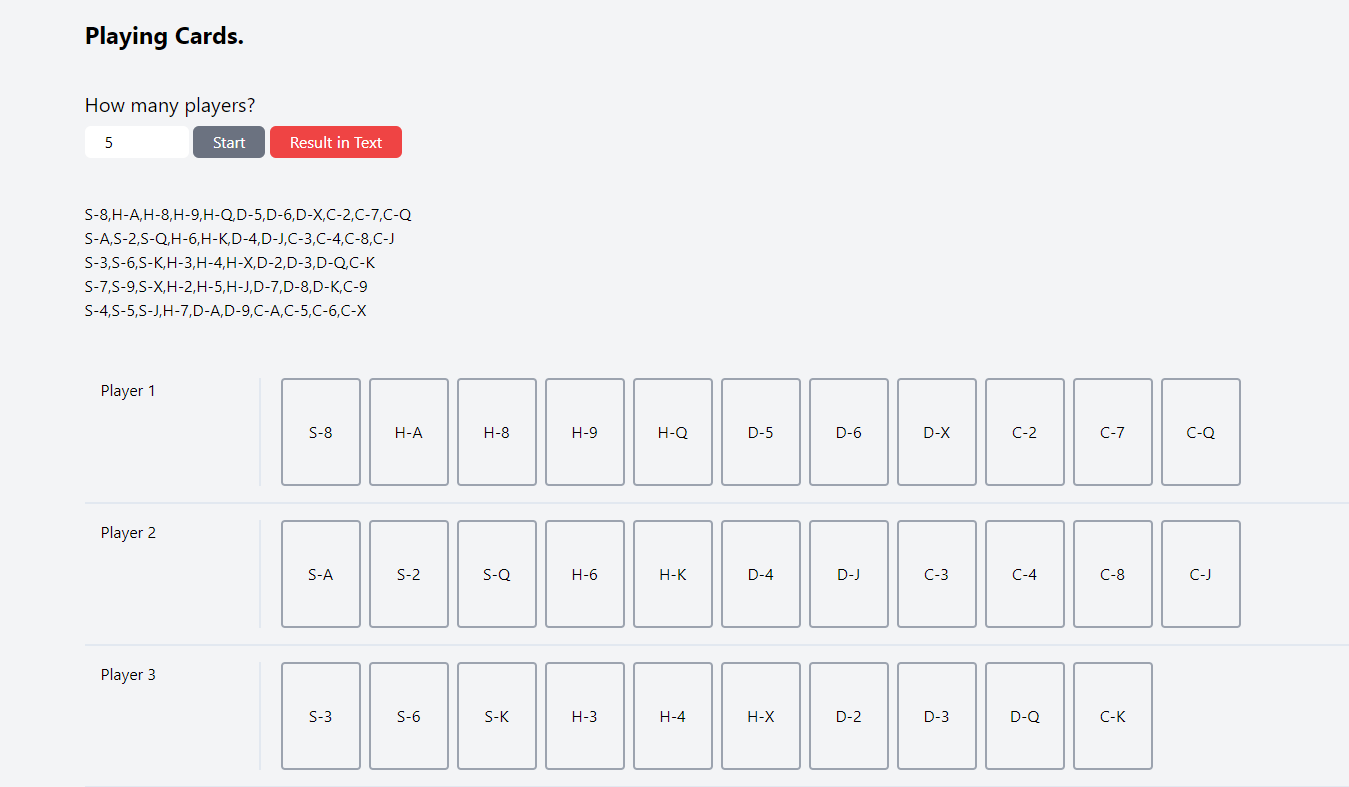 Playing Cards.
How many players?
5 Start Result in Text
S-8,H-A,H-8,H-9,H-Q,D-5,D-6,D-X,C-2,C-7,C-Q
S-A,S-2,S-Q,H-6,H-K,D-4,D-J,C-3,C-4,C-8,C-J
S-3,S-6,S-K,H-3,H-4,H-X,D-2,D-3,D-Q,C-K
S-7,S-9,S-X,H-2,H-5,H-J,D-7,D-8,D-K,C-9
S-4,S-5,S-J,H-7,D-A,D-9,C-A,C-5,C-6,C-X
Player 1
S-8 H-A H-8 H-9 H-Q D-5 D-6 D-X C-2 C-7 C-Q
Player 2
S-A S-2 S-Q H-6 H-K D-4 D-J C-3 C-4 C-8 C-J
Player 3
S-3 S-6 S-K H-3 H-4 H-X D-2 D-3 D-Q C-K